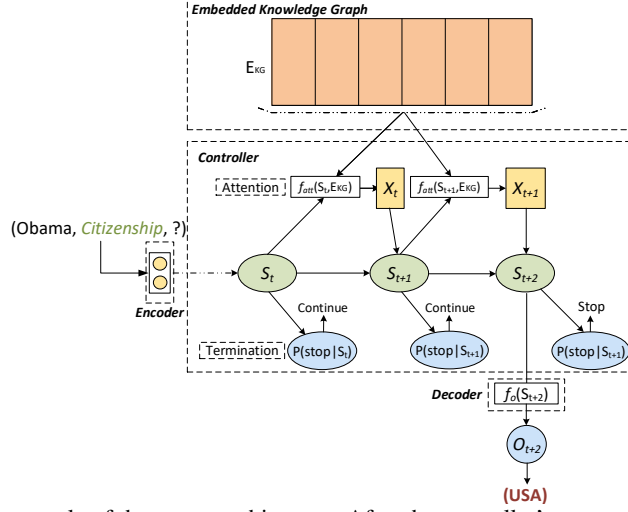 Embedded Knowledge Graph
EKG
Controller
Attention
fatt(St,EKG)
Xt
fatt(St+1,EKG)
Xt+1
(Obama, Citizenship, ?)
Encoder
St
St+1
St+2
Continue
Continue
Stop
Termination
P(stop|St)
P(stop|St+1)
P(stop|St+1)
Decoder
fo(St+2)
Ot+2
(USA)